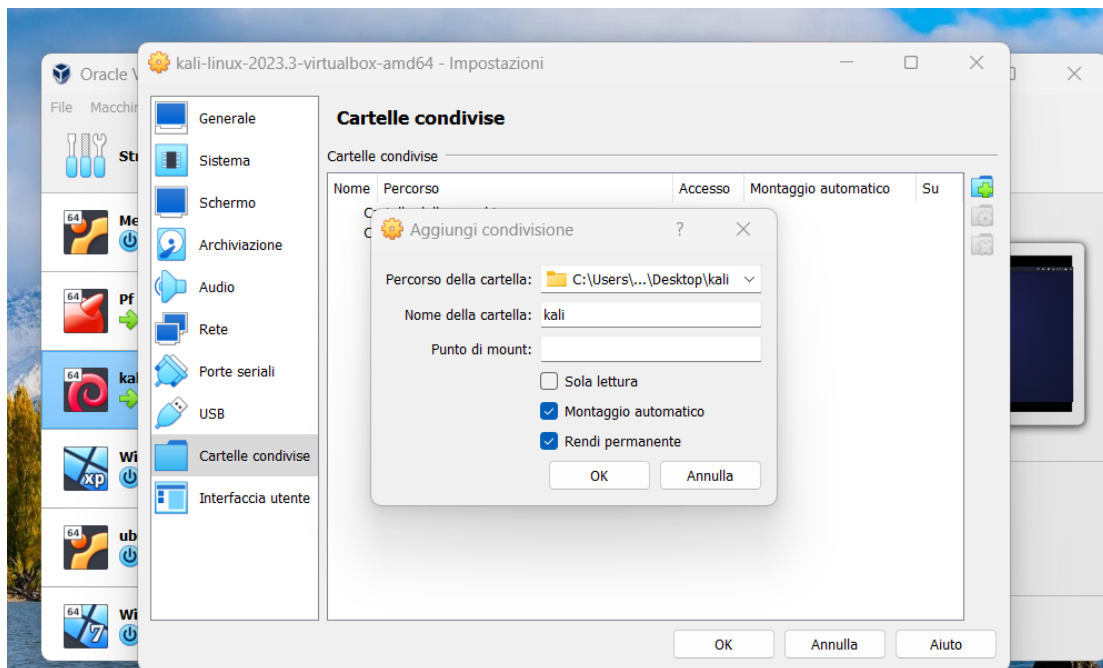 kali-linux-2023.3-virtualbox-amd64 - Impostazioni
Oracle V
File Macchin
Str
Me
Pf
kal
Wi
xp
ub
Wi
7
64
64
64
64
64
64
Generale
Sistema
Schermo
Archiviazione
Audio
Rete
Porte seriali
USB
Cartelle condivise
Interfaccia utente
Cartelle condivise
Cartelle condivise
Nome Percorso Accesso Montaggio automatico Su
Aggiungi condivisione ?
Percorso della cartella: C:\Users\...\Desktop\kali
Nome della cartella: kali
Punto di mount:
Sola lettura
Montaggio automatico
Rendi permanente
OK Annulla
OK Annulla Aiuto